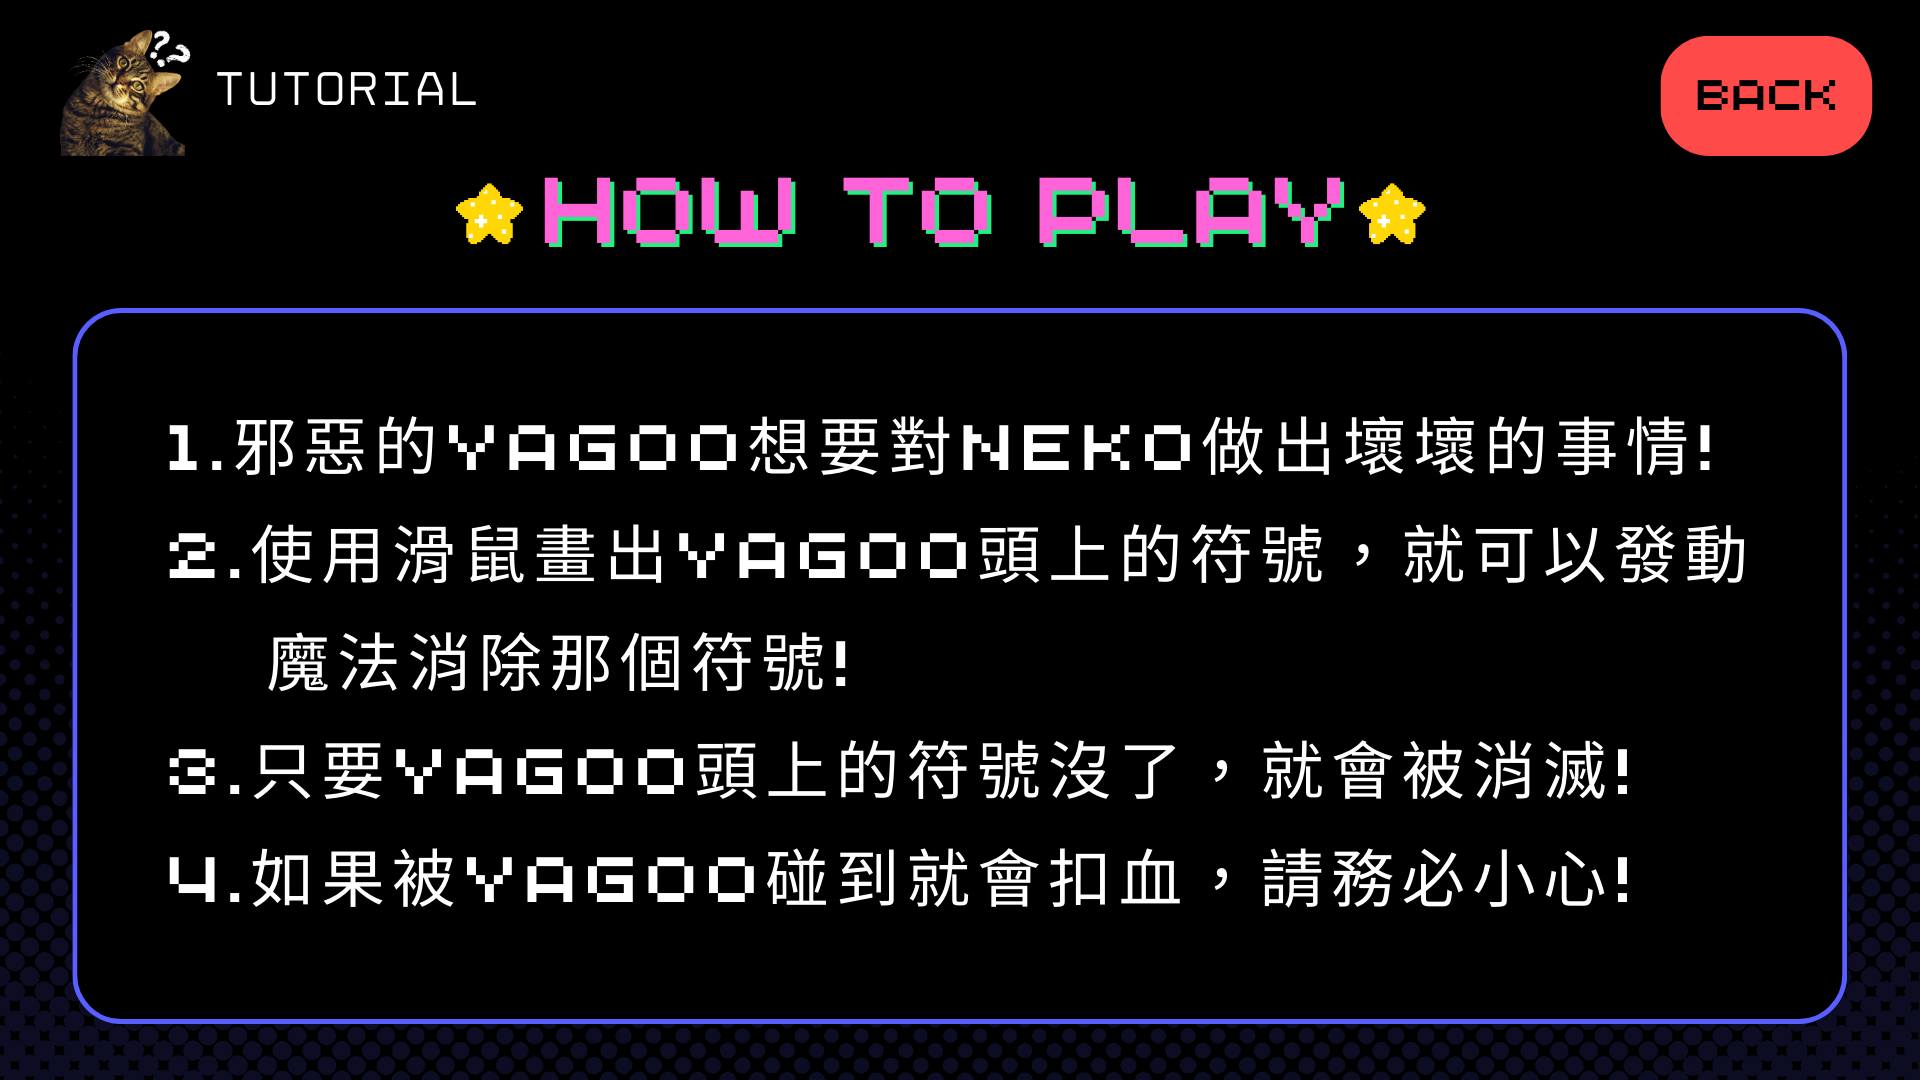 ??
TUTORIAL
BACK
HOW TO PLAY
1.邪惡的YAGOO想要對NEKO做出壞壞的事情!
2.使用滑鼠畫出YAGOO頭上的符號，就可以發動
魔法消除那個符號!
3.只要YAGOO頭上的符號沒了，就會被消滅!
4.如果被YAGOO碰到就會扣血，請務必小心!